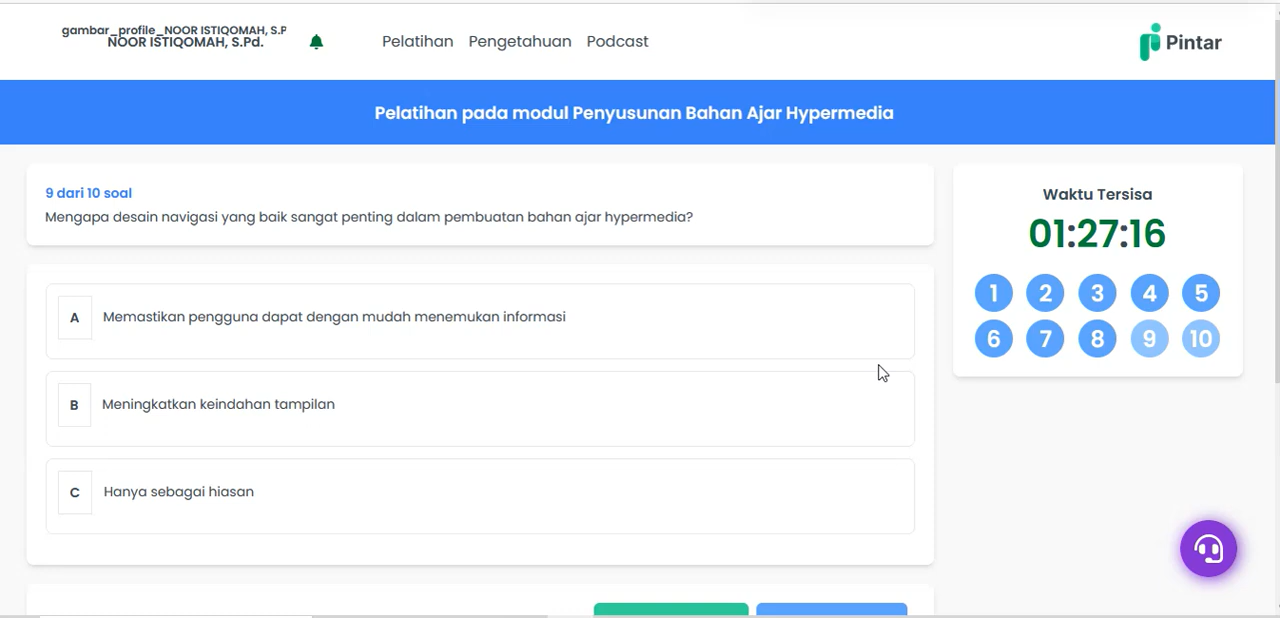 gambar_profile_NOOR ISTIQOMAH, S.P
NOOR ISTIQOMAH, S.Pd.
Pelatihan Pengetahuan Podcast
Pintar
Pelatihan pada modul Penyusunan Bahan Ajar Hypermedia
9 dari 10 soal
Mengapa desain navigasi yang baik sangat penting dalam pembuatan bahan ajar hypermedia?
A Memastikan pengguna dapat dengan mudah menemukan informasi
B Meningkatkan keindahan tampilan
C Hanya sebagai hiasan
Waktu Tersisa
01:27:16
1 2 3 4 5
6 7 8 9 10